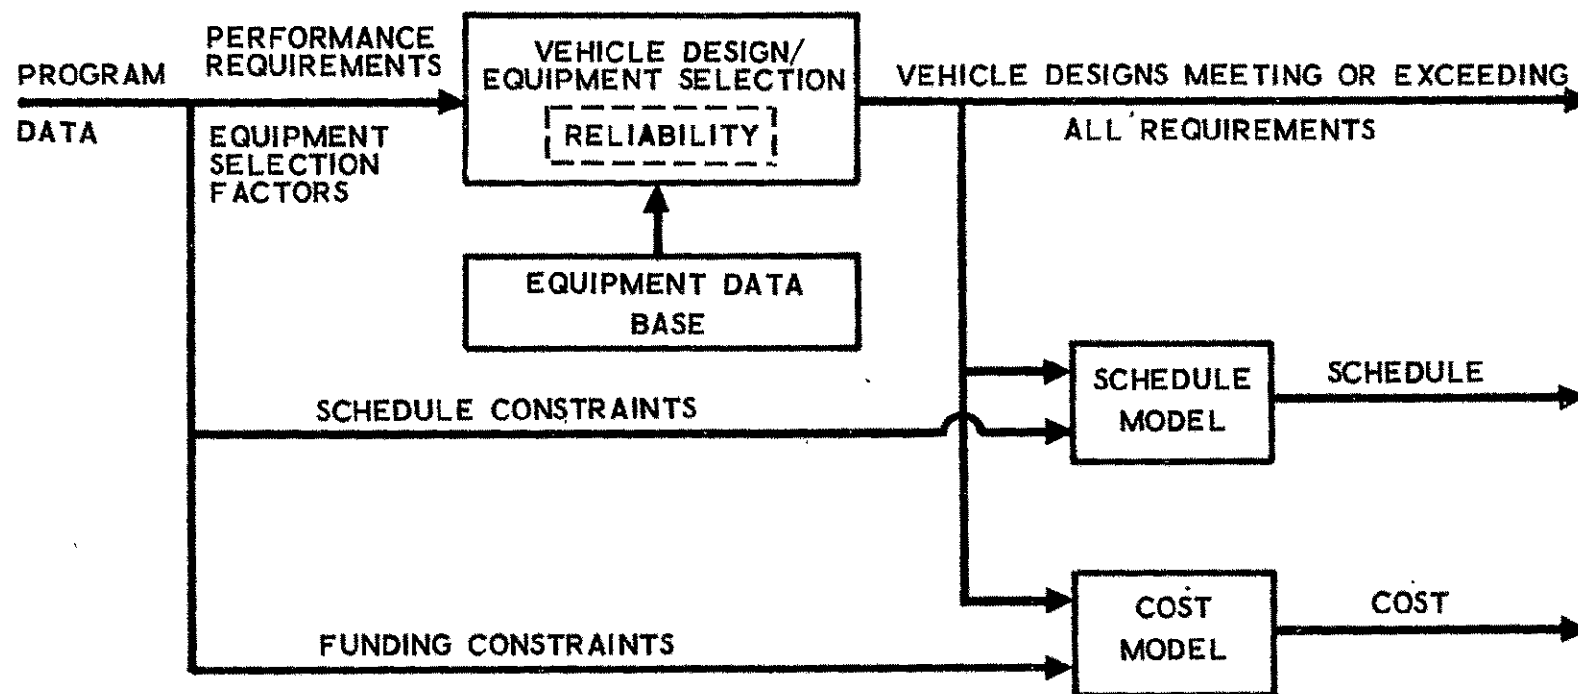 PROGRAM
DATA
PERFORMANCE
REQUIREMENTS
EQUIPMENT
SELECTION
FACTORS
VEHICLE DESIGN/
EQUIPMENT SELECTION
RELIABILITY
VEHICLE DESIGNS MEETING OR EXCEEDING
ALL REQUIREMENTS
EQUIPMENT DATA
BASE
SCHEDULE CONSTRAINTS
SCHEDULE
MODEL
SCHEDULE
FUNDING CONSTRAINTS
COST
MODEL
COST